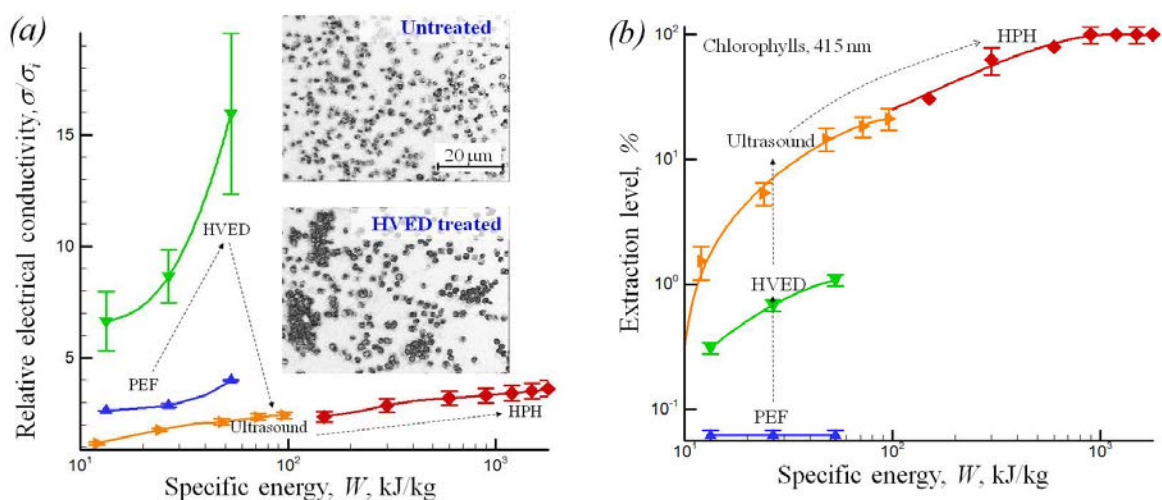 (a)
Relative electrical conductivity, σ/σᵢ
15
10
5
HVED
PEF
Ultrasound
HPH
Untreated
20 μm
HVED treated
10¹
10²
10³
Specific energy, W, kJ/kg
(b)
Extraction level, %
10²
10¹
10⁰
10⁻¹
Chlorophylls, 415 nm
HPH
Ultrasound
HVED
PEF
10¹
10²
10³
Specific energy, W, kJ/kg